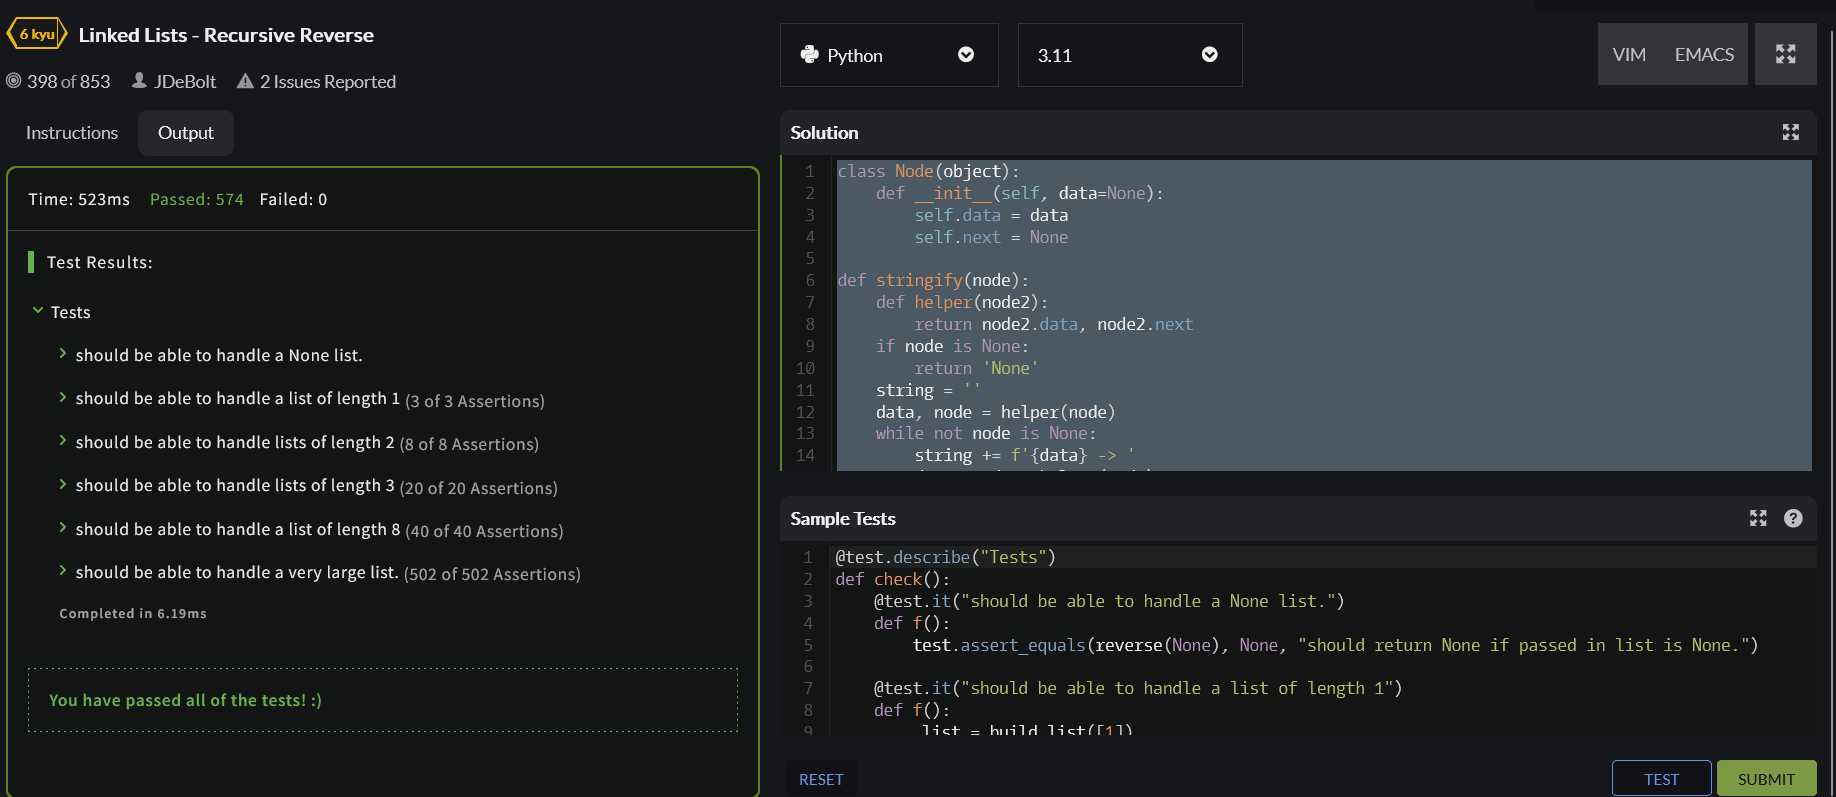 6 kyu
Linked Lists - Recursive Reverse
398 of 853 JDeBolt 2 Issues Reported
Instructions Output
Time: 523ms Passed: 574 Failed: 0
Test Results:
Tests
should be able to handle a None list.
should be able to handle a list of length 1 (3 of 3 Assertions)
should be able to handle lists of length 2 (8 of 8 Assertions)
should be able to handle lists of length 3 (20 of 20 Assertions)
should be able to handle a list of length 8 (40 of 40 Assertions)
should be able to handle a very large list. (502 of 502 Assertions)
Completed in 6.19ms
You have passed all of the tests! :)
Python 3.11 VIM EMACS
Solution
1 class Node(object):
2     def __init__(self, data=None):
3         self.data = data
4         self.next = None
5
6 def stringify(node):
7     def helper(node2):
8         return node2.data, node2.next
9     if node is None:
10         return 'None'
11     string = ''
12     data, node = helper(node)
13     while not node is None:
14         string += f'{data} -> '
Sample Tests
1 @test.describe("Tests")
2 def check():
3     @test.it("should be able to handle a None list.")
4     def f():
5         test.assert_equals(reverse(None), None, "should return None if passed in list is None.")
6
7     @test.it("should be able to handle a list of length 1")
8     def f():
9         list = build_list([1])
RESET TEST SUBMIT